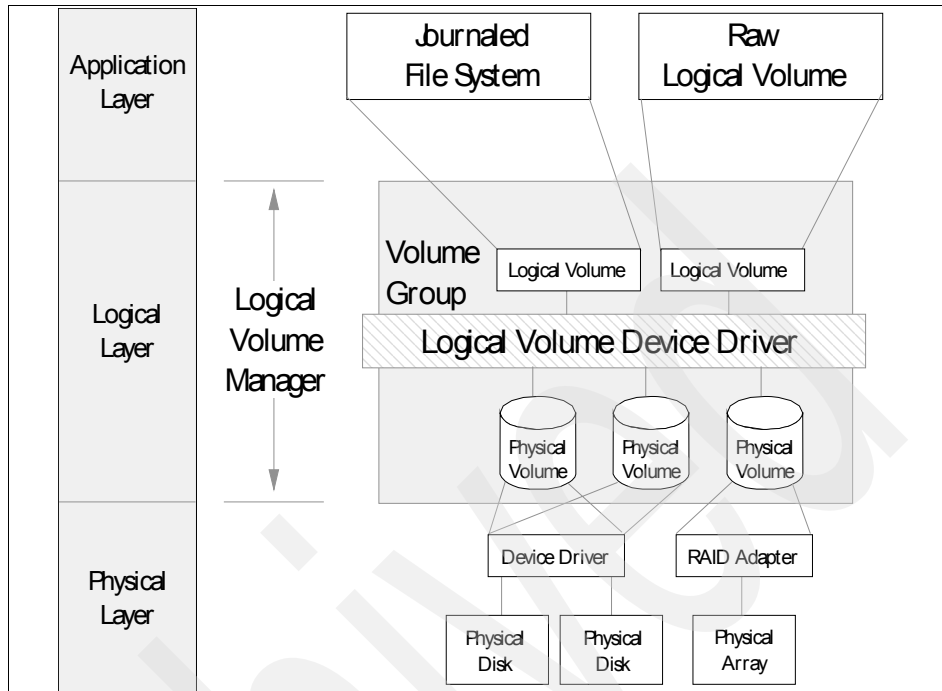 Application
Layer
Journaled
File System
Raw
Logical Volume
Logical
Layer
Logical
Volume
Manager
Volume
Group
Logical Volume
Logical Volume
Logical Volume Device Driver
Physical
Volume
Physical
Volume
Physical
Volume
Physical
Layer
Device Driver
RAID Adapter
Physical
Disk
Physical
Disk
Physical
Array